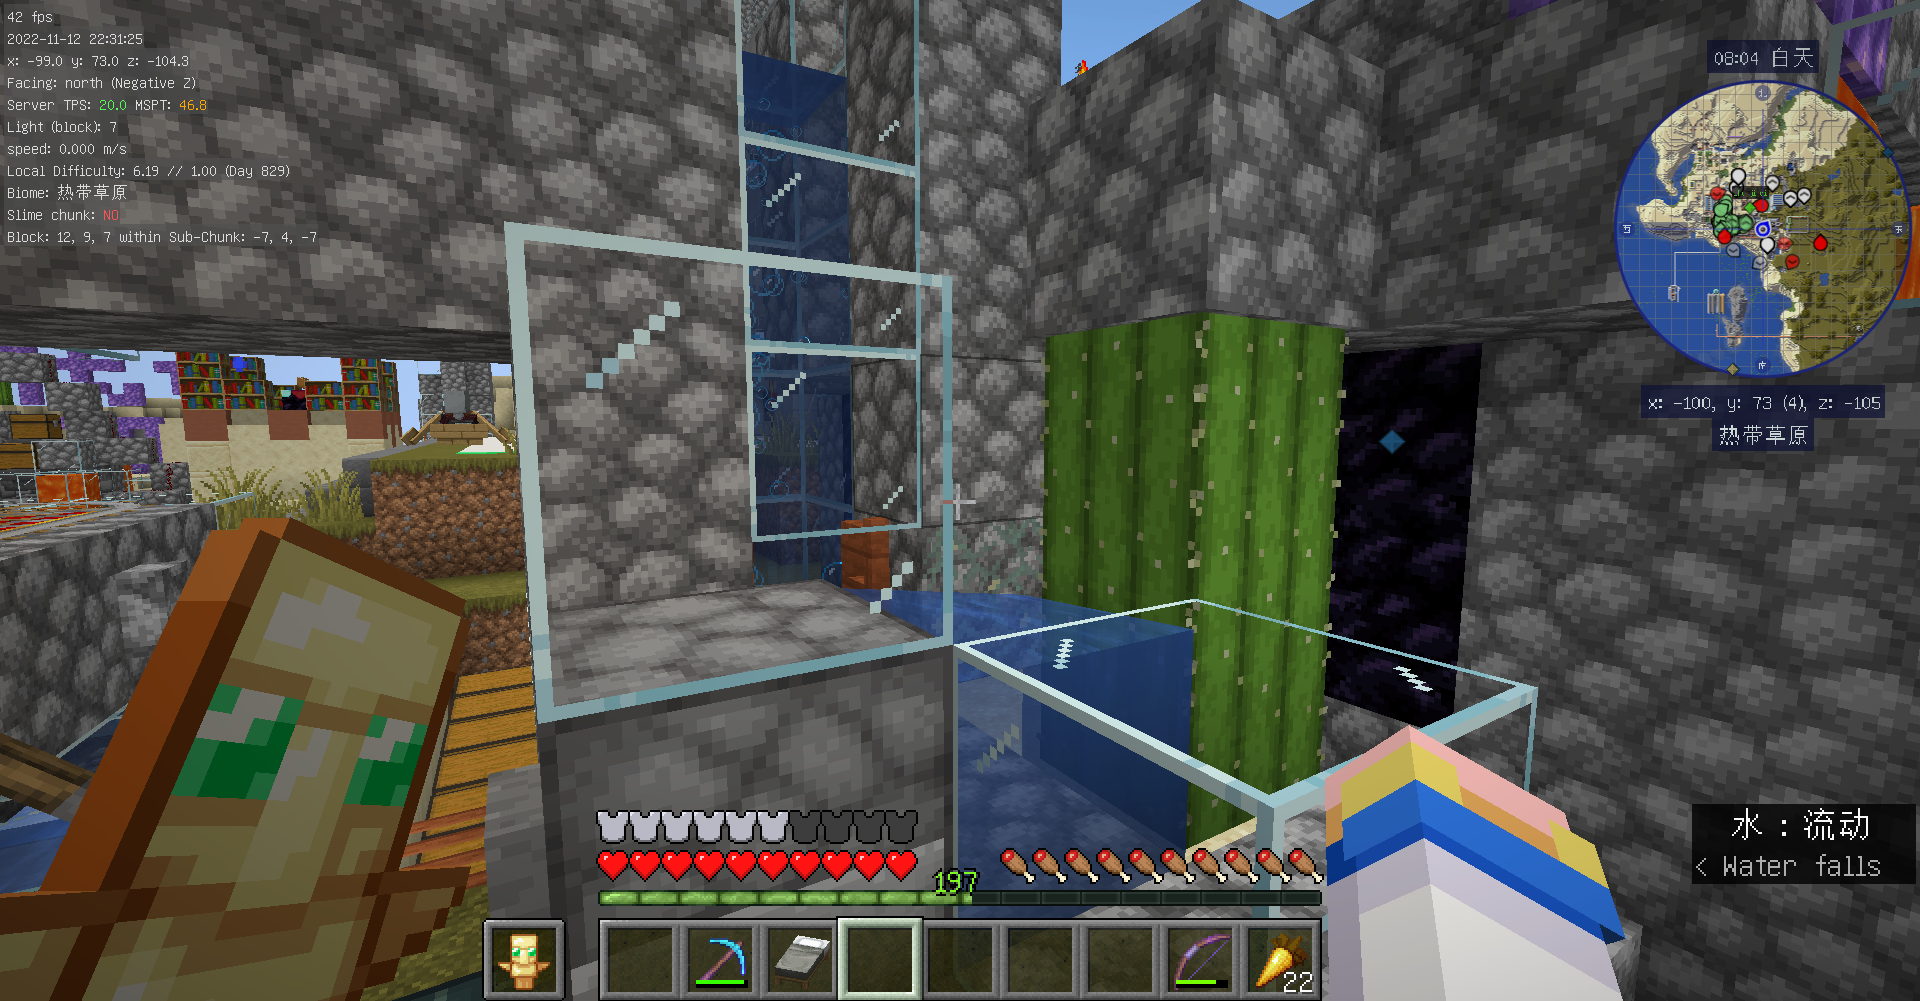 42 fps
2022-11-12 22:31:25
x: -99.0 y: 73.0 z: -104.3
Facing: north (Negative Z)
Server TPS: 20.0 MSPT: 46.8
Light (block): 7
speed: 0.000 m/s
Local Difficulty: 6.19 // 1.00 (Day 829)
Biome: 热带草原
Slime chunk: NO
Block: 12, 9, 7 within Sub-Chunk: -7, 4, -7
08:04 白天
x: -100, y: 73 (4), z: -105
热带草原
水：流动
< Water falls
197
22